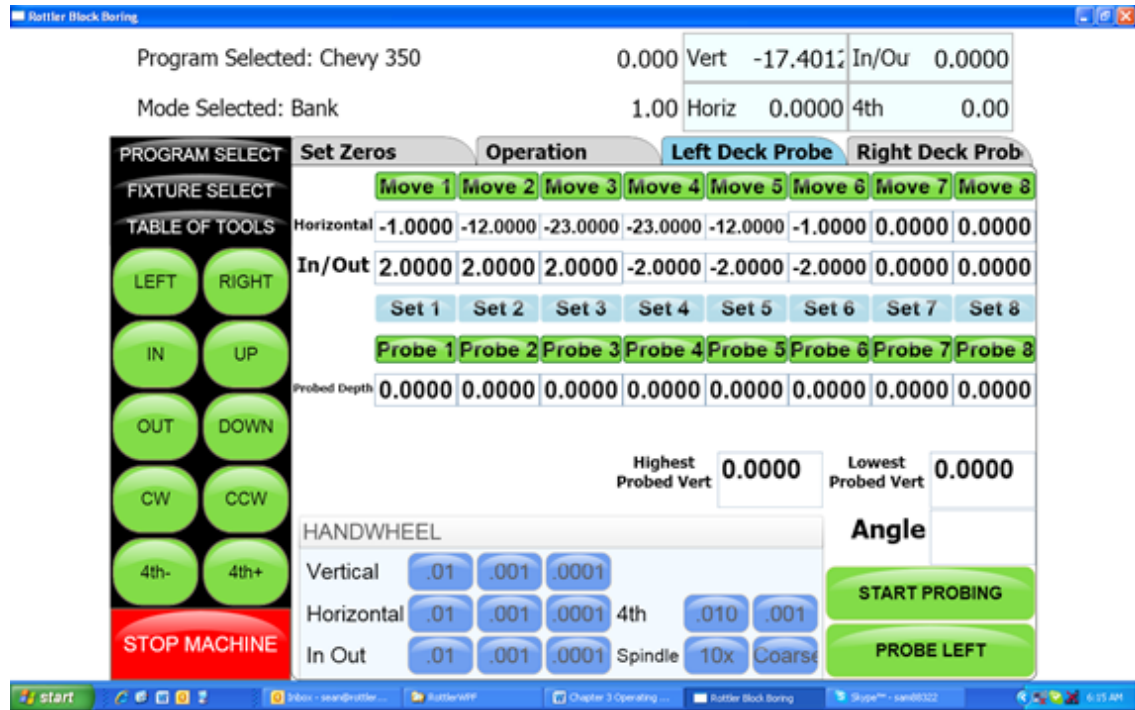 Rottler Block Boring
Program Selected: Chevy 350 0.000 Vert -17.4012 In/Ou 0.0000
Mode Selected: Bank 1.00 Horiz 0.0000 4th 0.00
PROGRAM SELECT Set Zeros Operation Left Deck Probe Right Deck Prob
FIXTURE SELECT Move 1 Move 2 Move 3 Move 4 Move 5 Move 6 Move 7 Move 8
TABLE OF TOOLS Horizontal -1.0000 -12.0000 -23.0000 -23.0000 -12.0000 -1.0000 0.0000 0.0000
LEFT RIGHT In/Out 2.0000 2.0000 2.0000 -2.0000 -2.0000 -2.0000 0.0000 0.0000
Set 1 Set 2 Set 3 Set 4 Set 5 Set 6 Set 7 Set 8
IN UP Probe 1 Probe 2 Probe 3 Probe 4 Probe 5 Probe 6 Probe 7 Probe 8
Probed Depth 0.0000 0.0000 0.0000 0.0000 0.0000 0.0000 0.0000 0.0000
OUT DOWN
Highest Probed Vert 0.0000 Lowest Probed Vert 0.0000
CW CCW
HANDWHEEL Angle
4th- 4th+ Vertical .01 .001 .0001
START PROBING
Horizontal .01 .001 .0001 4th .010 .001
STOP MACHINE In Out .01 .001 .0001 Spindle 10x Coarse PROBE LEFT
start Inbox - sean@rottler... RottlerWPF Chapter 3 Operating ... Rottler Block Boring Skype™ - sam88322 6:15 AM